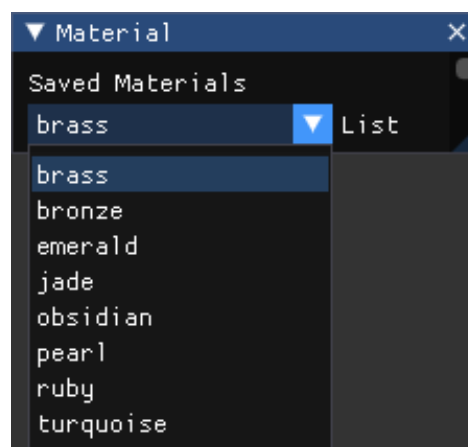 Material
Saved Materials
brass List
brass
bronze
emerald
jade
obsidian
pearl
ruby
turquoise